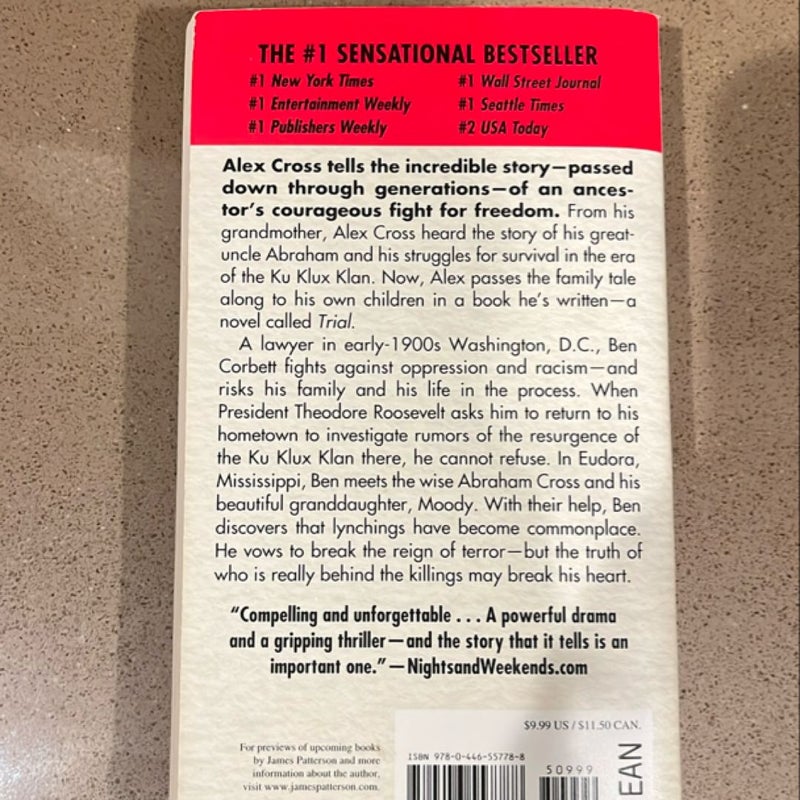 THE #1 SENSATIONAL BESTSELLER
#1 New York Times #1 Wall Street Journal
#1 Entertainment Weekly #1 Seattle Times
#1 Publishers Weekly #2 USA Today
Alex Cross tells the incredible story—passed
down through generations—of an ances-
tor's courageous fight for freedom. From his
grandmother, Alex Cross heard the story of his great-
uncle Abraham and his struggles for survival in the era
of the Ku Klux Klan. Now, Alex passes the family tale
along to his own children in a book he's written—a
novel called Trial.
A lawyer in early-1900s Washington, D.C., Ben
Corbett fights against oppression and racism—and
risks his family and his life in the process. When
President Theodore Roosevelt asks him to return to his
hometown to investigate rumors of the resurgence of
the Ku Klux Klan there, he cannot refuse. In Eudora,
Mississippi, Ben meets the wise Abraham Cross and his
beautiful granddaughter, Moody. With their help, Ben
discovers that lynchings have become commonplace.
He vows to break the reign of terror—but the truth of
who is really behind the killings may break his heart.
"Compelling and unforgettable . . . A powerful drama
and a gripping thriller—and the story that it tells is an
important one." —NightsandWeekends.com
$9.99 US / $11.50 CAN.
For previews of upcoming books
by James Patterson and more
information about the author,
visit www.jamespatterson.com.
ISBN 978-0-446-55778-8
50999
EAN